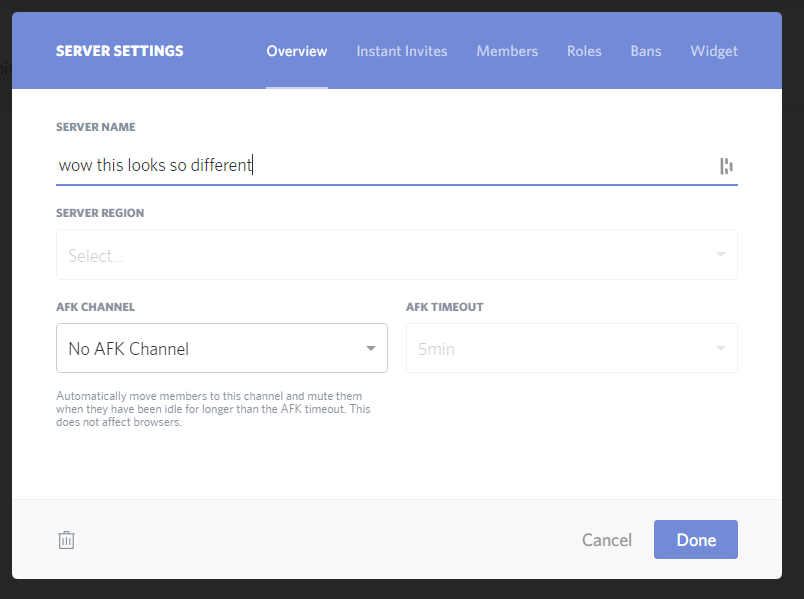 SERVER SETTINGS
Overview
Instant Invites
Members
Roles
Bans
Widget
SERVER NAME
wow this looks so different
SERVER REGION
Select...
AFK CHANNEL
AFK TIMEOUT
No AFK Channel
5min
Automatically move members to this channel and mute them
when they have been idle for longer than the AFK timeout. This
does not affect browsers.
Cancel
Done